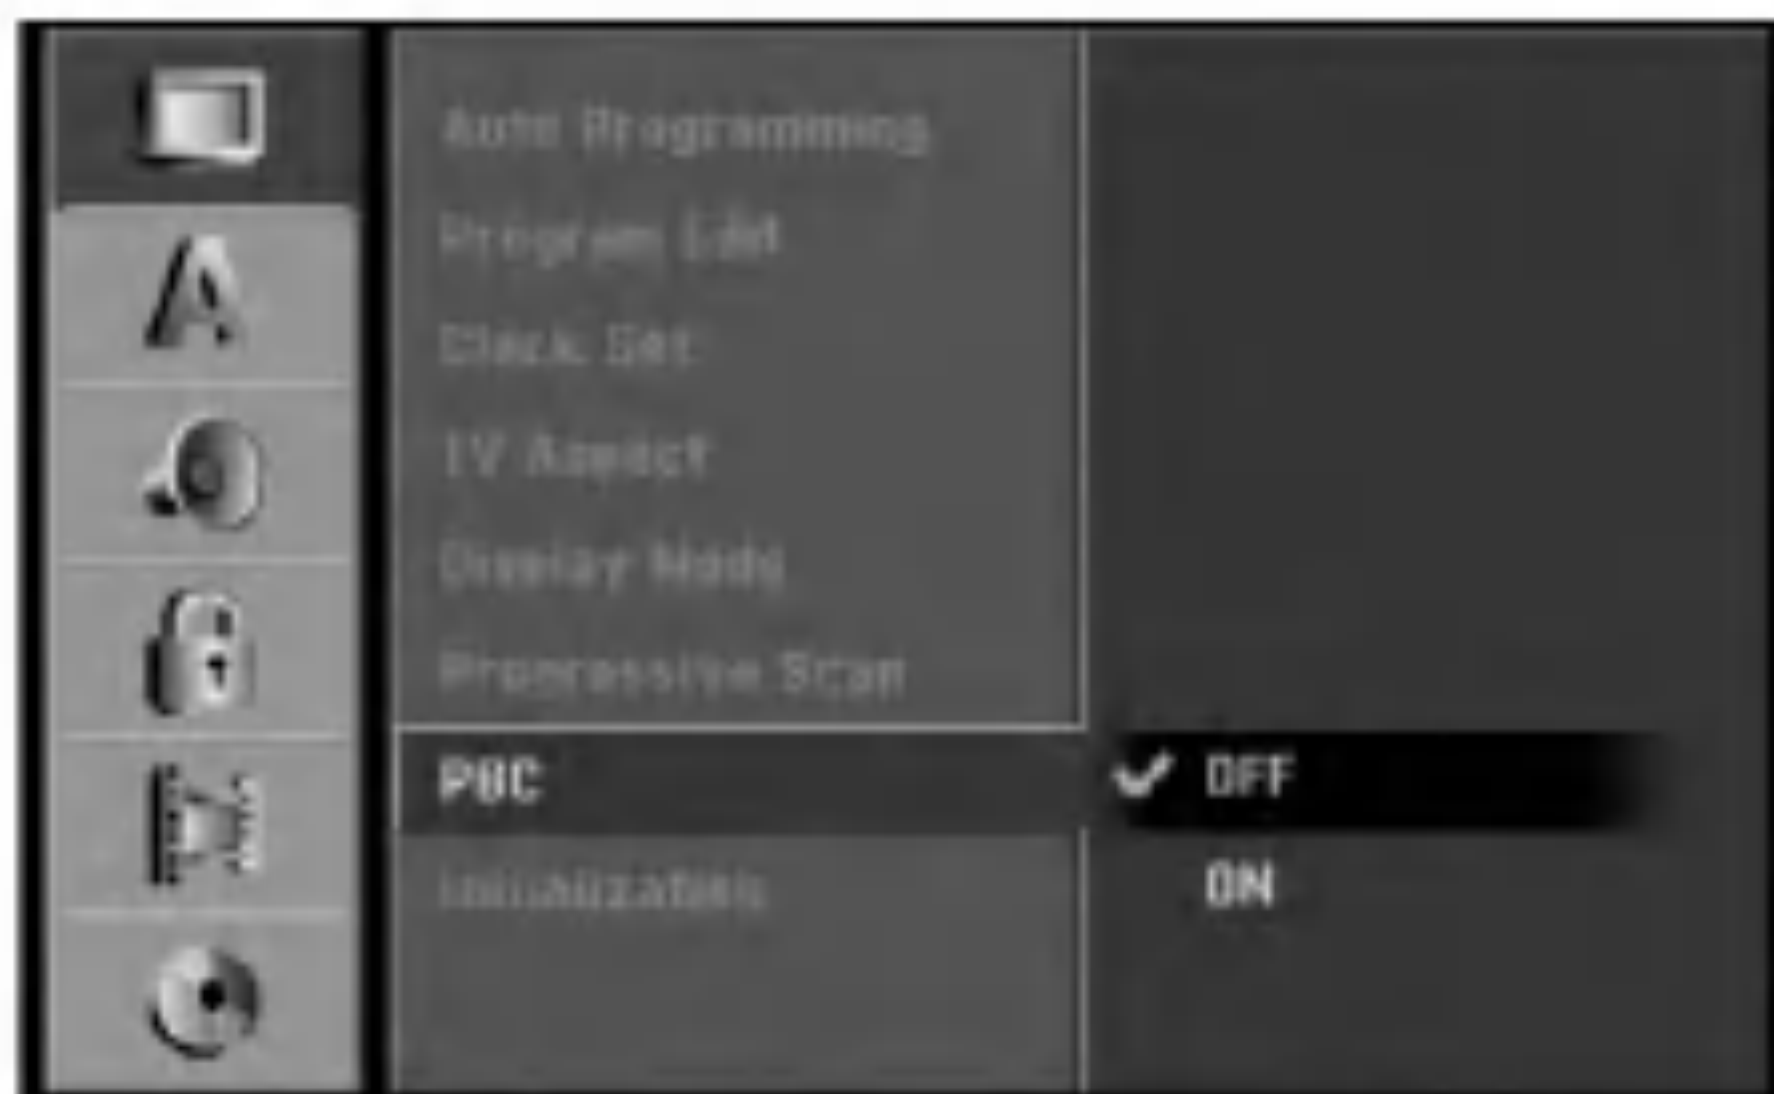 Auto Programming
Program Edit
Clock Set
TV Aspect
Display Mode
Progressive Scan
PBC
OFF
Initialization
ON